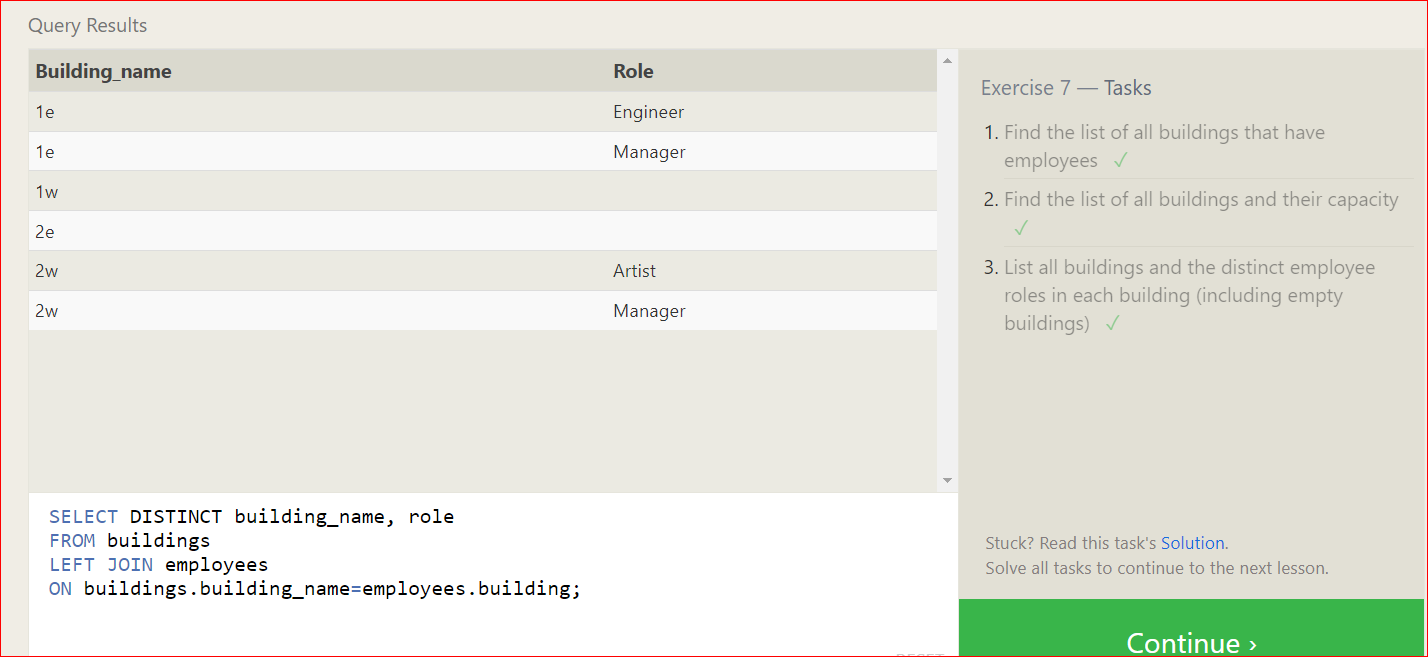 Query Results
Building_name Role
1e Engineer
1e Manager
1w
2e
2w Artist
2w Manager
SELECT DISTINCT building_name, role
FROM buildings
LEFT JOIN employees
ON buildings.building_name=employees.building;
Exercise 7 — Tasks
1. Find the list of all buildings that have
employees ✓
2. Find the list of all buildings and their capacity
✓
3. List all buildings and the distinct employee
roles in each building (including empty
buildings) ✓
Stuck? Read this task's Solution.
Solve all tasks to continue to the next lesson.
Continue ›